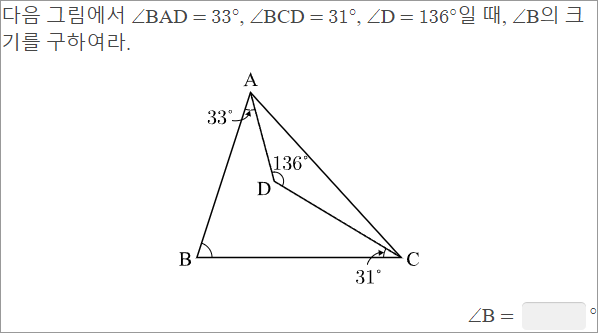 다음 그림에서 ∠BAD = 33°, ∠BCD = 31°, ∠D = 136°일 때, ∠B의 크
기를 구하여라.
A
33°
136°
D
B
C
31°
∠B = °